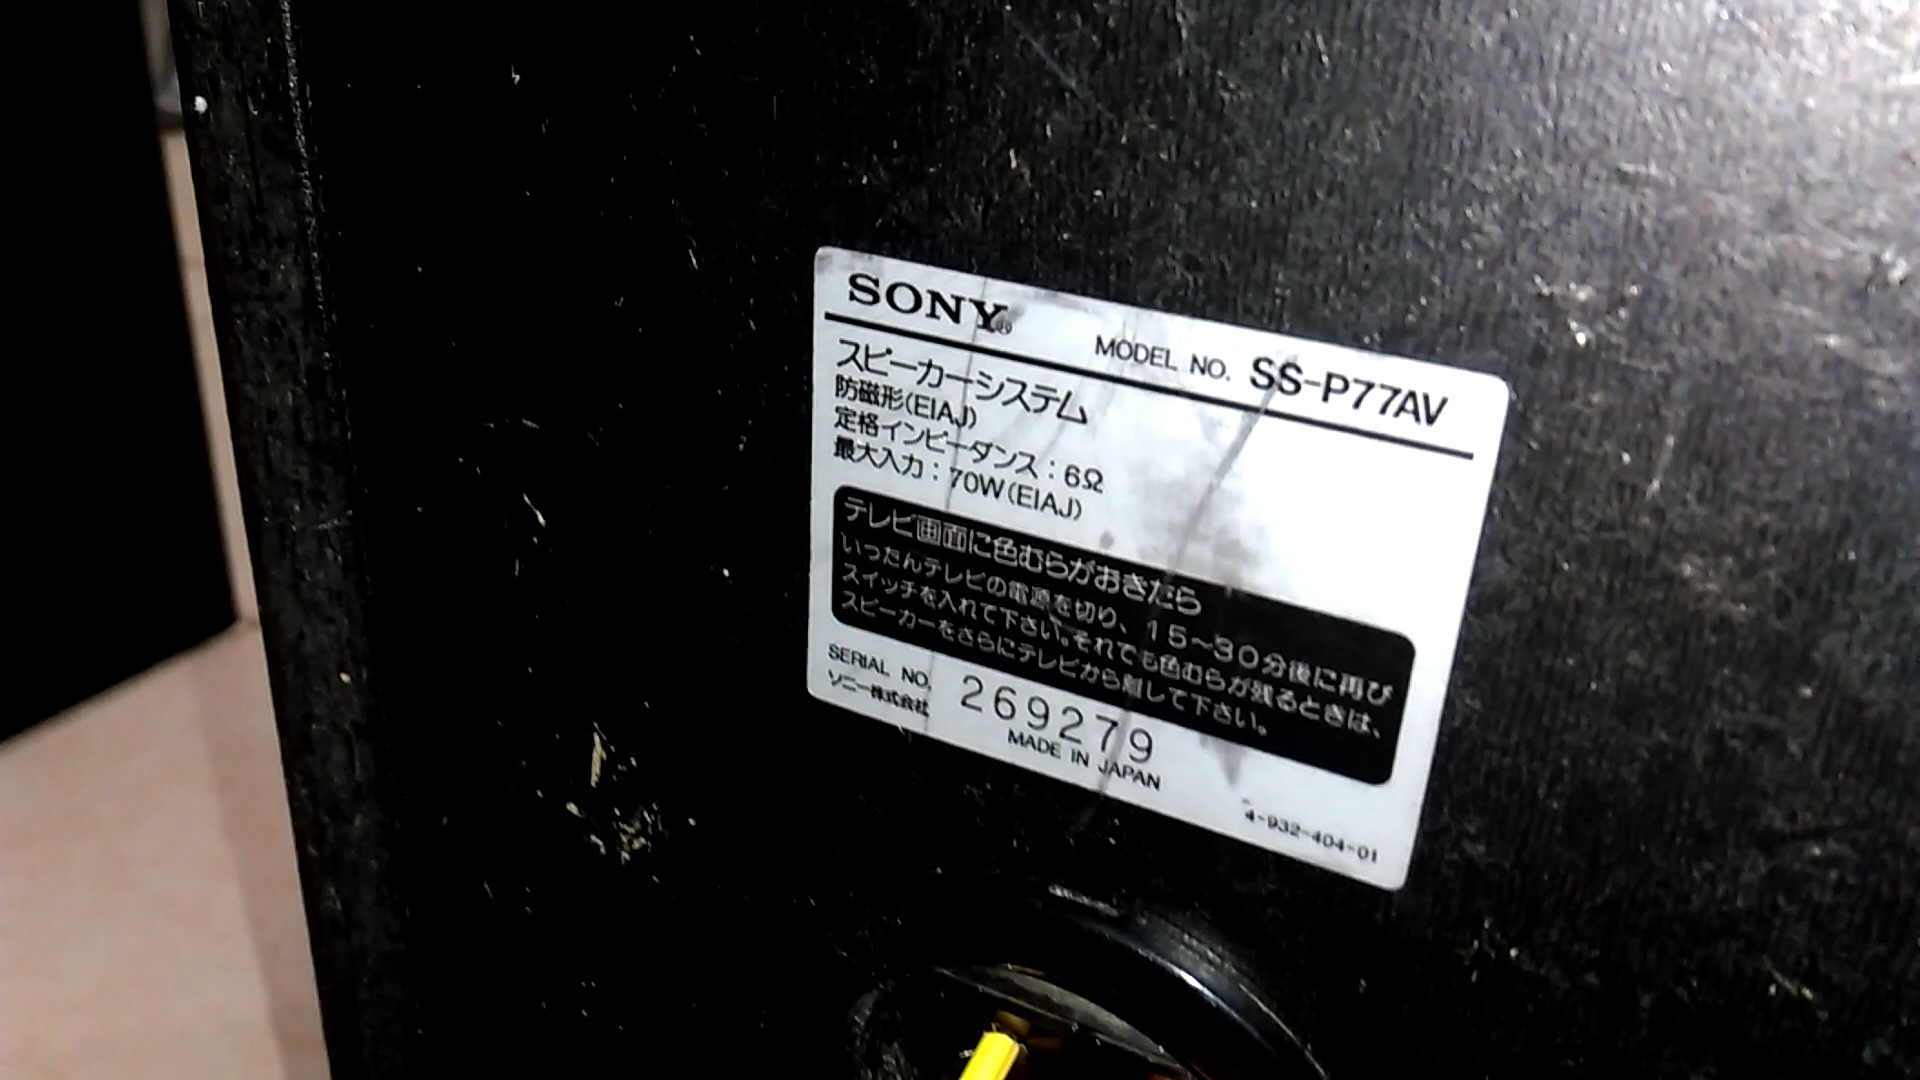 SONY®
MODEL NO. SS-P77AV
スピーカーシステム
防磁形(EIAJ)
定格インピーダンス：6Ω
最大入力：70W(EIAJ)
テレビ画面に色むらがおきたら
いったんテレビの電源を切り、15～30分後に再び
スイッチを入れて下さい。それでも色むらが残るときは、
スピーカーをさらにテレビから離して下さい。
SERIAL NO. 269279
ソニー株式会社
MADE IN JAPAN
4-932-404-01